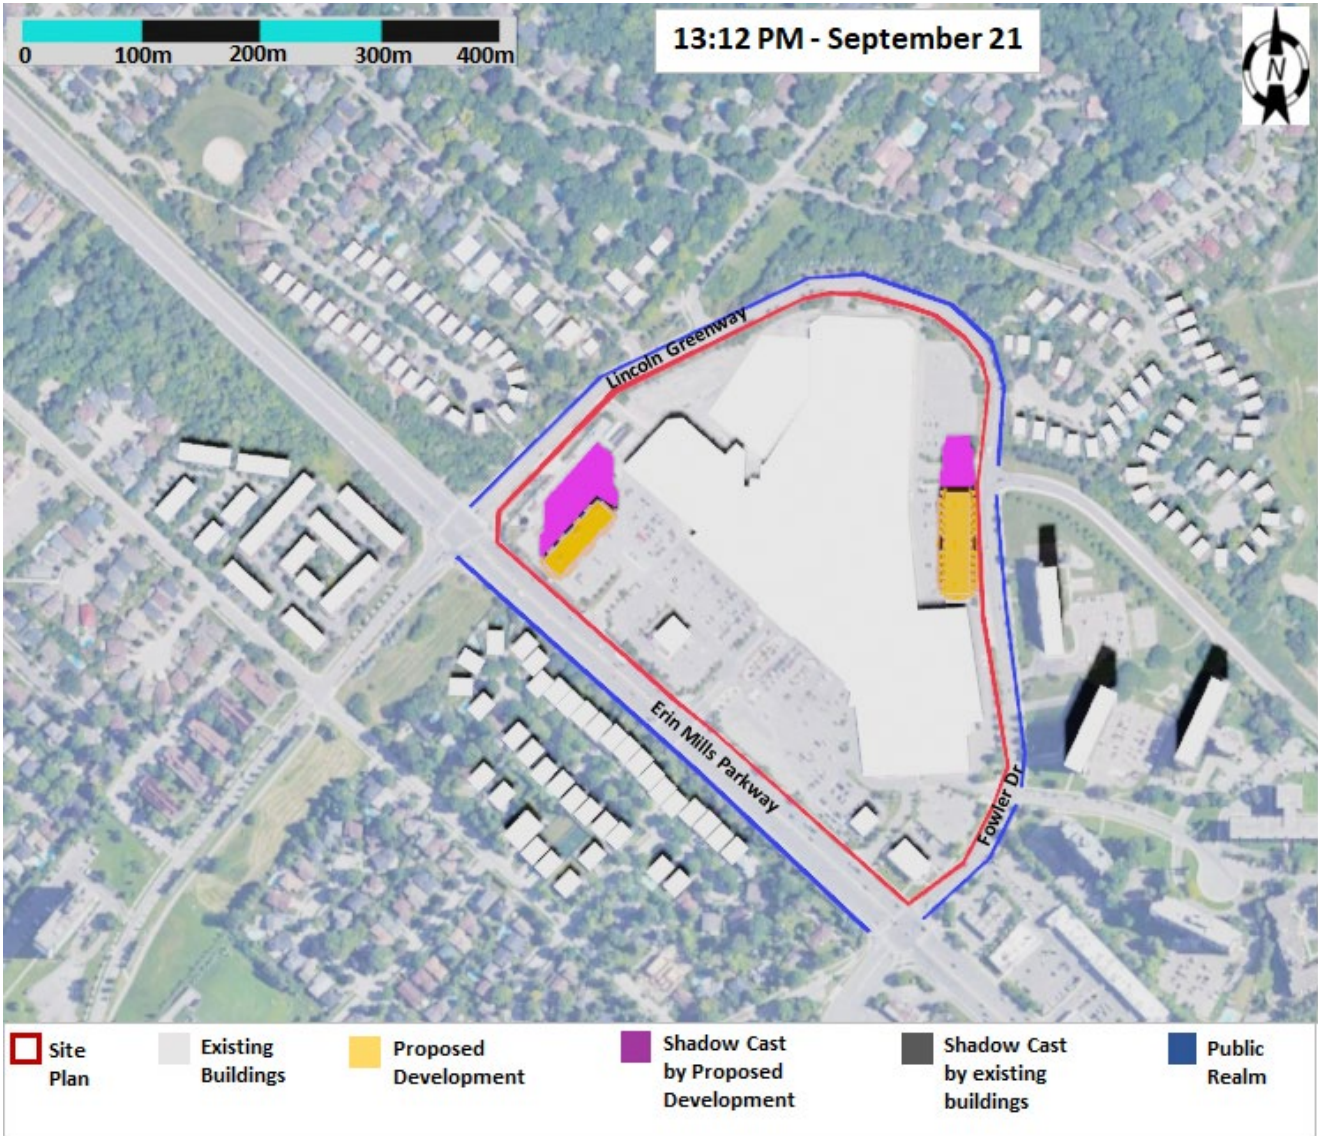 0 100m 200m 300m 400m
13:12 PM - September 21
N
Lincoln Greenway
Erin Mills Parkway
Fowler Dr
Site
Plan
Existing
Buildings
Proposed
Development
Shadow Cast
by Proposed
Development
Shadow Cast
by existing
buildings
Public
Realm